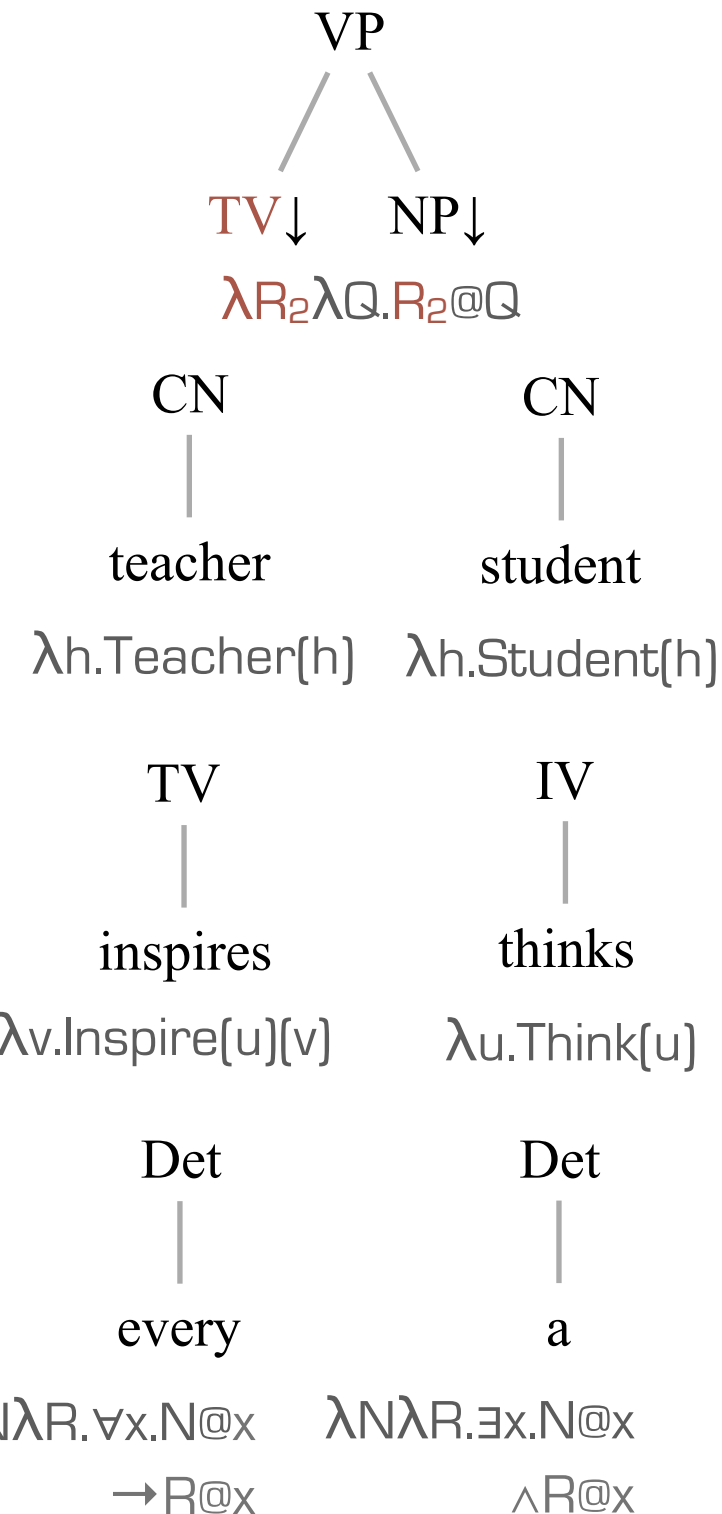 VP
TV↓ NP↓
λR₂λQ.R₂@Q
CN CN
teacher student
λh.Teacher(h) λh.Student(h)
TV IV
inspires thinks
λv.Inspire(u)(v) λu.Think(u)
Det Det
every a
λR.∀x.N@x λNλR.∃x.N@x
→R@x ∧R@x